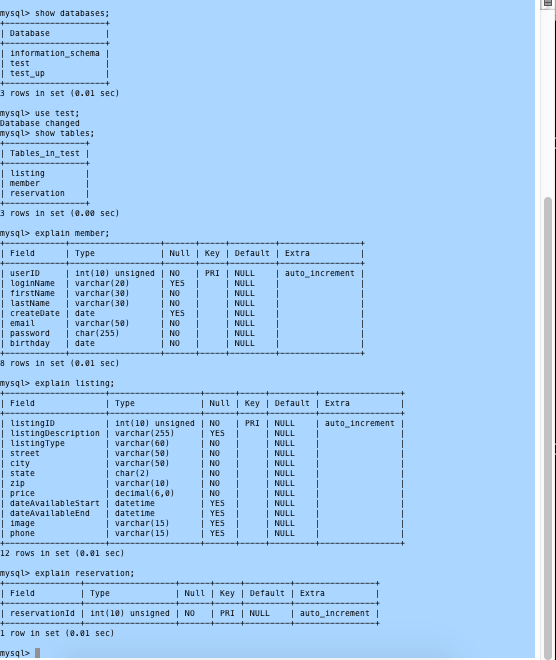 mysql> show databases;
+--------------------+
| Database           |
+--------------------+
| information_schema |
| test               |
| test_up            |
+--------------------+
3 rows in set (0.01 sec)
mysql> use test;
Database changed
mysql> show tables;
+----------------+
| Tables_in_test |
+----------------+
| listing        |
| member         |
| reservation    |
+----------------+
3 rows in set (0.00 sec)
mysql> explain member;
+------------+------------------+------+-----+---------+----------------+
| Field      | Type             | Null | Key | Default | Extra          |
+------------+------------------+------+-----+---------+----------------+
| userID     | int(10) unsigned | NO   | PRI | NULL    | auto_increment |
| loginName  | varchar(20)      | YES  |     | NULL    |                |
| firstName  | varchar(30)      | NO   |     | NULL    |                |
| lastName   | varchar(30)      | NO   |     | NULL    |                |
| createDate | date             | YES  |     | NULL    |                |
| email      | varchar(50)      | NO   |     | NULL    |                |
| password   | char(255)        | NO   |     | NULL    |                |
| birthday   | date             | NO   |     | NULL    |                |
+------------+------------------+------+-----+---------+----------------+
8 rows in set (0.01 sec)
mysql> explain listing;
+--------------------+------------------+------+-----+---------+----------------+
| Field              | Type             | Null | Key | Default | Extra          |
+--------------------+------------------+------+-----+---------+----------------+
| listingID          | int(10) unsigned | NO   | PRI | NULL    | auto_increment |
| listingDescription | varchar(255)     | YES  |     | NULL    |                |
| listingType        | varchar(60)      | NO   |     | NULL    |                |
| street             | varchar(50)      | NO   |     | NULL    |                |
| city               | varchar(50)      | NO   |     | NULL    |                |
| state              | char(2)          | NO   |     | NULL    |                |
| zip                | varchar(10)      | NO   |     | NULL    |                |
| price              | decimal(6,0)     | NO   |     | NULL    |                |
| dateAvailableStart | datetime         | YES  |     | NULL    |                |
| dateAvailableEnd   | datetime         | YES  |     | NULL    |                |
| image              | varchar(15)      | YES  |     | NULL    |                |
| phone              | varchar(15)      | YES  |     | NULL    |                |
+--------------------+------------------+------+-----+---------+----------------+
12 rows in set (0.01 sec)
mysql> explain reservation;
+---------------+------------------+------+-----+---------+----------------+
| Field         | Type             | Null | Key | Default | Extra          |
+---------------+------------------+------+-----+---------+----------------+
| reservationId | int(10) unsigned | NO   | PRI | NULL    | auto_increment |
+---------------+------------------+------+-----+---------+----------------+
1 row in set (0.01 sec)
mysql>